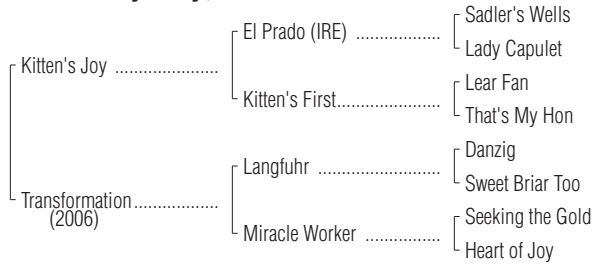 Sadler's Wells
El Prado (IRE) ..................
Lady Capulet
Kitten's Joy ......................
Lear Fan
Kitten's First......................
That's My Hon
Danzig
Langfuhr ..........................
Sweet Briar Too
Transformation..................
(2006)
Seeking the Gold
Miracle Worker ................
Heart of Joy